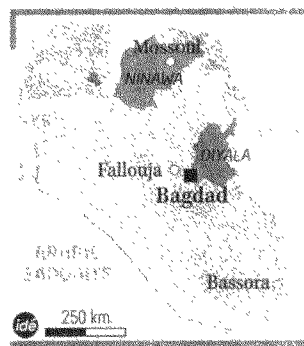 Mossoul
NINAWA
DIYALA
Fallouja
Bagdad
Bassora
ide
250 km